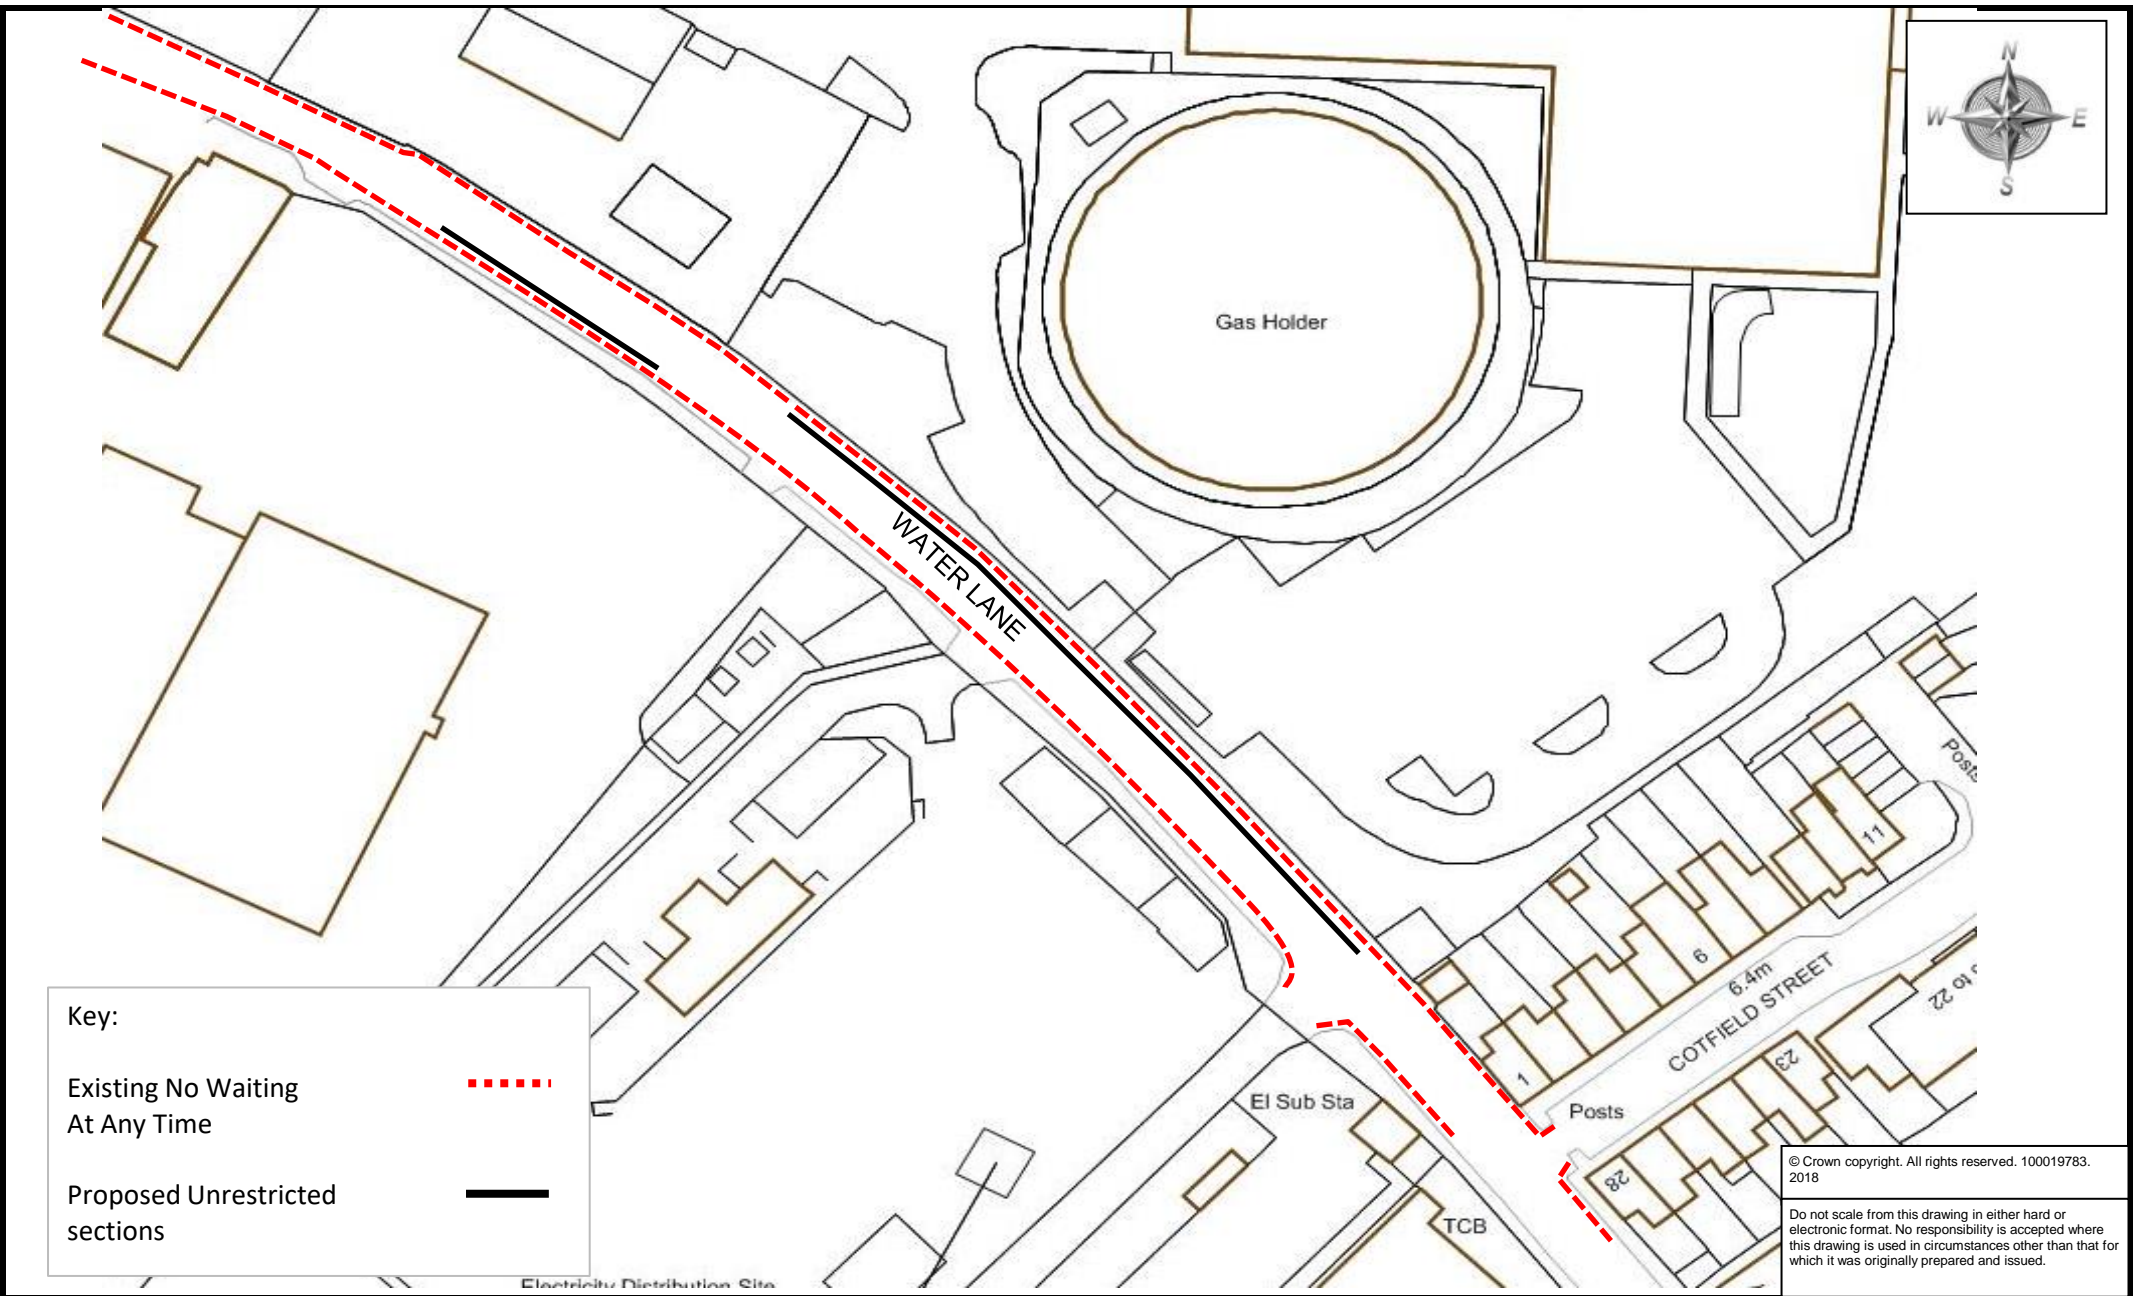 N
W E
S
Gas Holder
WATER LANE
Posts
11
6
6.4m
COTFIELD STREET
22
to
1
23
El Sub Sta
Posts
28
TCB
Electricity Distribution Site
Key:
Existing No Waiting
At Any Time
Proposed Unrestricted
sections
© Crown copyright. All rights reserved. 100019783.
2018
Do not scale from this drawing in either hard or
electronic format. No responsibility is accepted where
this drawing is used in circumstances other than that for
which it was originally prepared and issued.